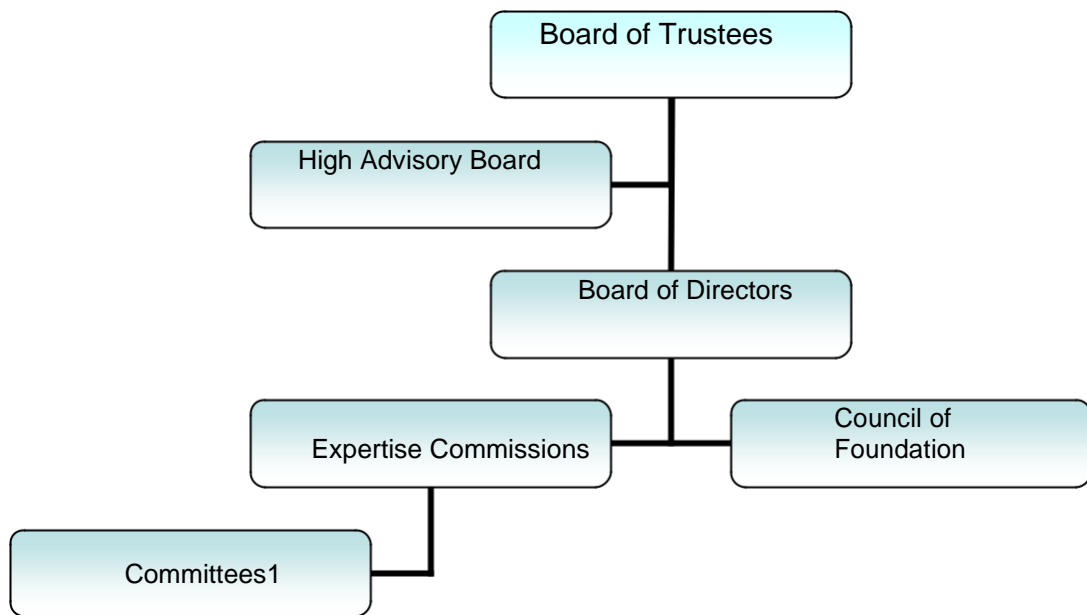 Board of Trustees
High Advisory Board
Board of Directors
Expertise Commissions
Council of
Foundation
Committees1